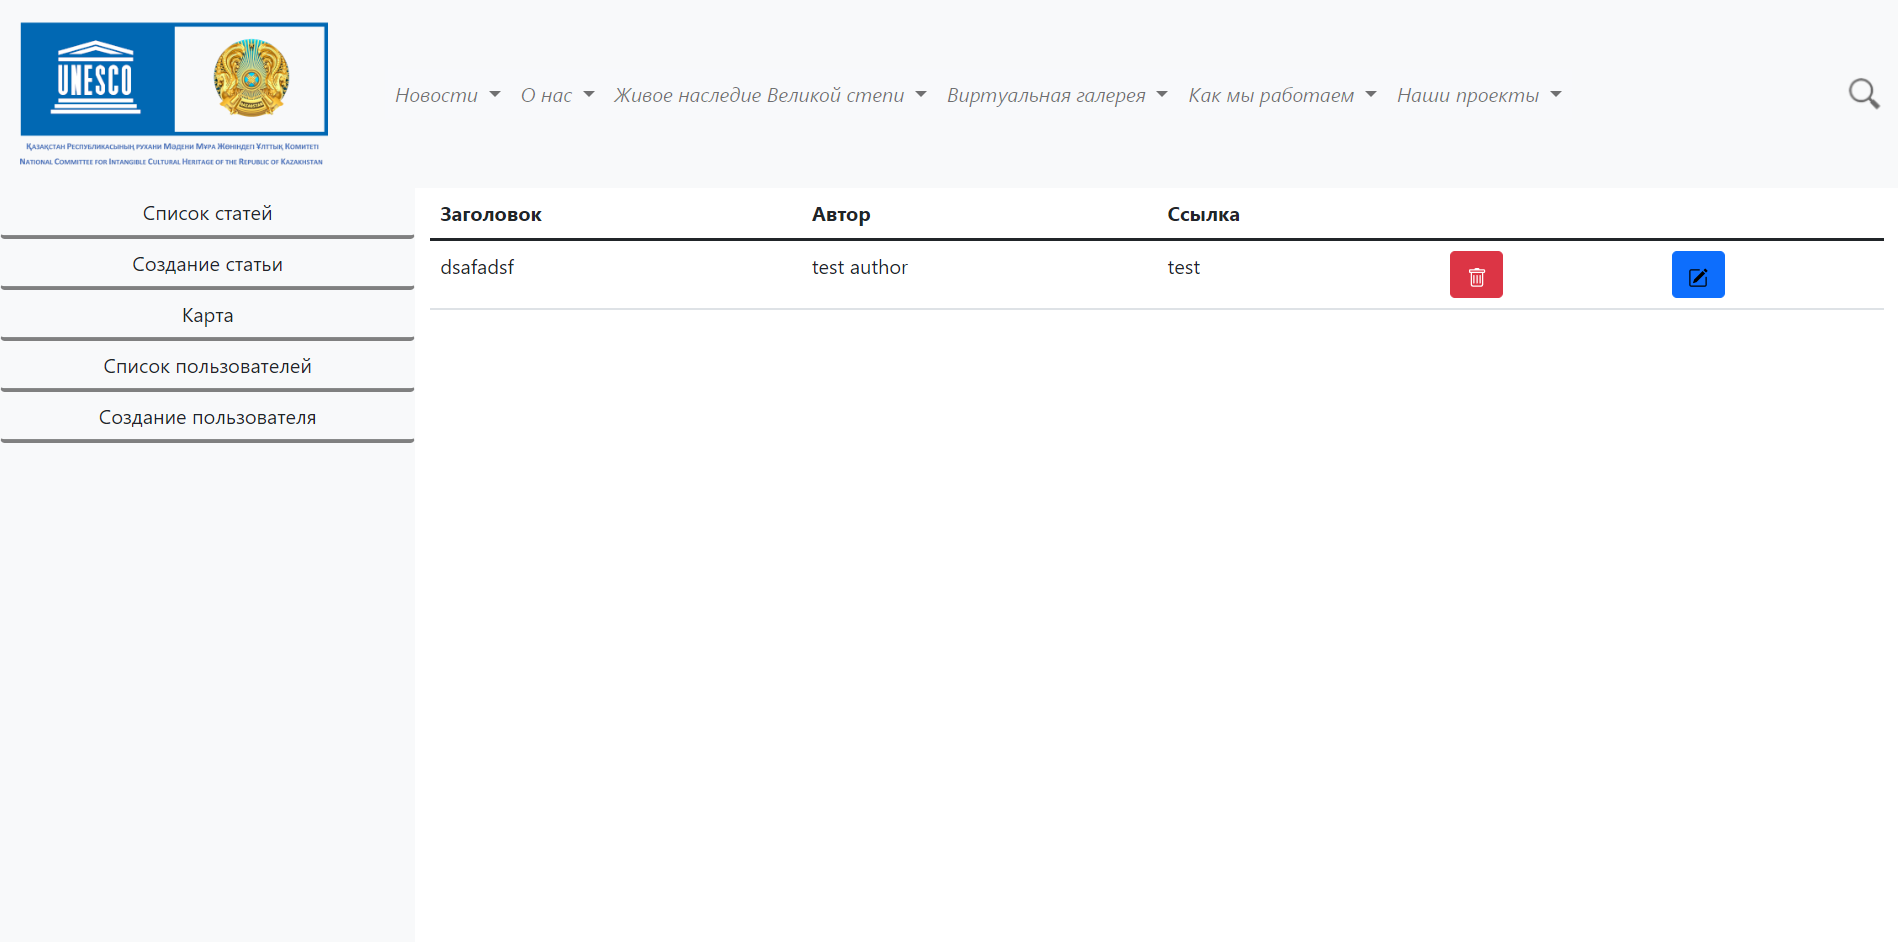 UNESCO
ҚАЗАҚСТАН
Қазақстан Республикасының рухани Мәдени Мұра Жөніндегі Ұлттық Комитеті
National Committee for Intangible Cultural Heritage of the Republic of Kazakhstan
Новости О нас Живое наследие Великой степи Виртуальная галерея Как мы работаем Наши проекты
Список статей
Создание статьи
Карта
Список пользователей
Создание пользователя
Заголовок Автор Ссылка
dsafadsf test author test